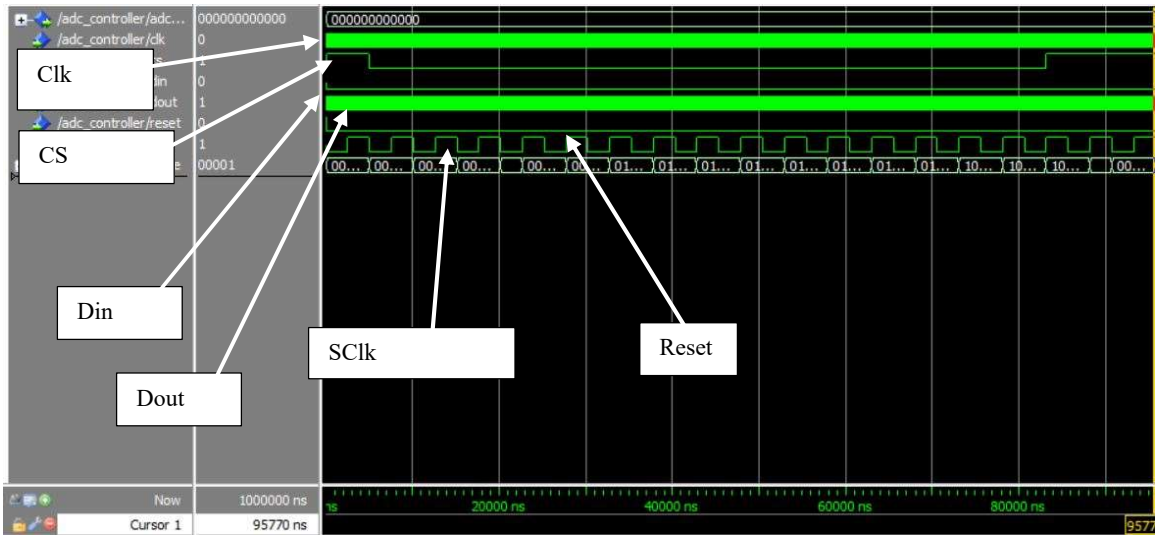 /adc_controller/adc... 000000000000 000000000000
/adc_controller/clk 0
1
0
1
/adc_controller/reset 0
1
00001 00... 00... 00... 00... 00... 00... 01... 01... 01... 01... 01... 01... 01... 01... 10... 10... 10... 00...
Clk
CS
Din
Dout
SClk
Reset
Now 1000000 ns
ns 20000 ns 40000 ns 60000 ns 80000 ns
Cursor 1 95770 ns 9577